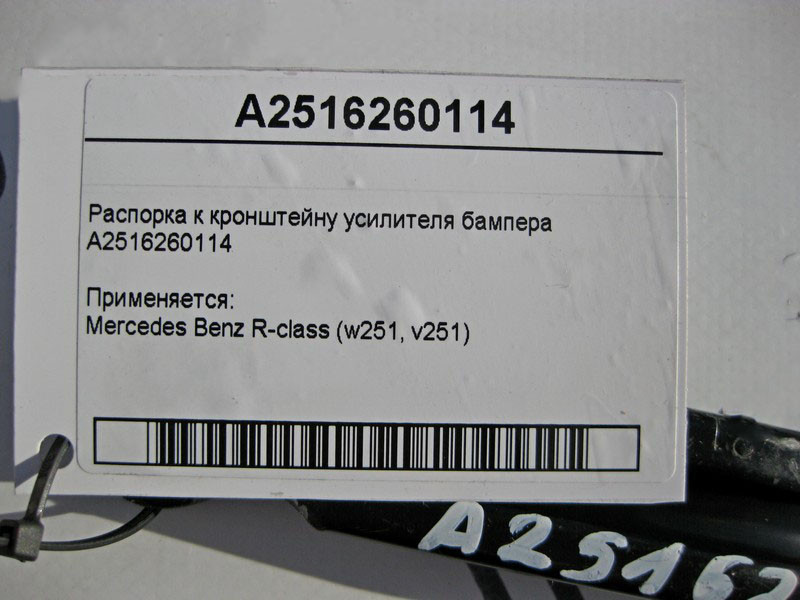 A2516260114
Распорка к кронштейну усилителя бампера
A2516260114
Применяется:
Mercedes Benz R-class (w251, v251)
A25162